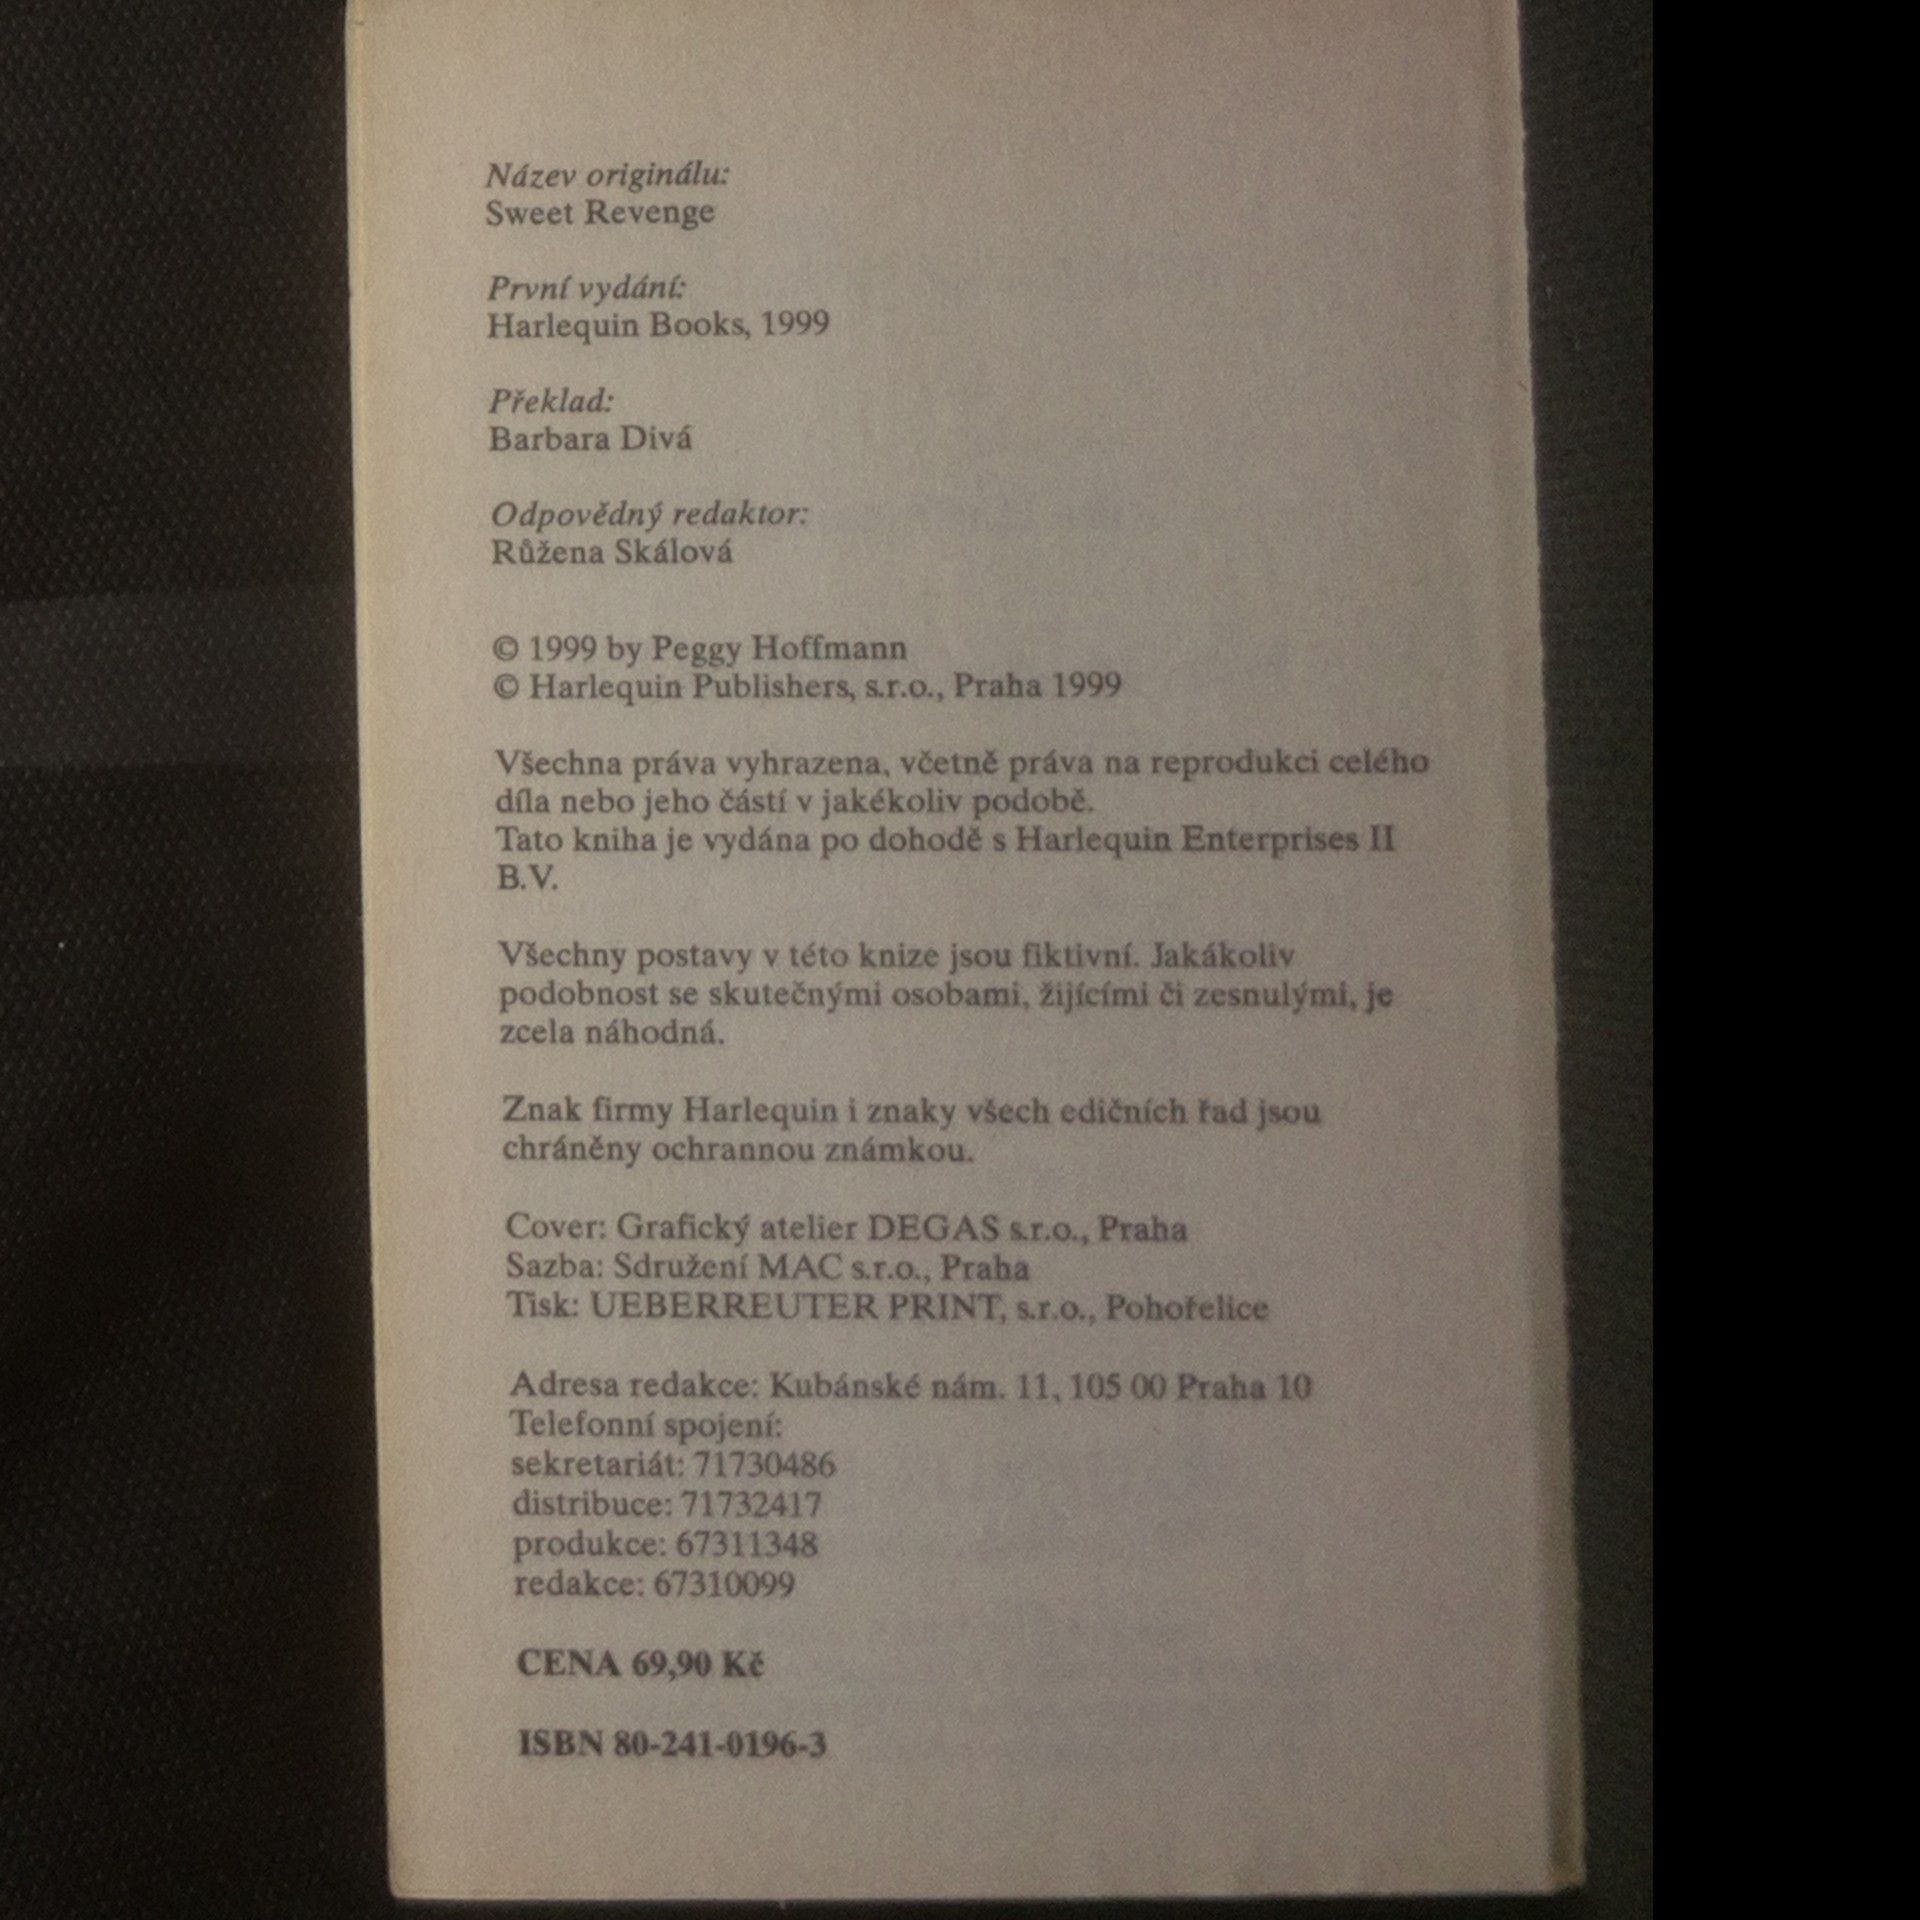 Název originálu:
Sweet Revenge
První vydání:
Harlequin Books, 1999
Překlad:
Barbara Divá
Odpovědný redaktor:
Růžena Skálová
© 1999 by Peggy Hoffmann
© Harlequin Publishers, s.r.o., Praha 1999
Všechna práva vyhrazena, včetně práva na reprodukci celého
díla nebo jeho částí v jakékoliv podobě.
Tato kniha je vydána po dohodě s Harlequin Enterprises II
B.V.
Všechny postavy v této knize jsou fiktivní. Jakákoliv
podobnost se skutečnými osobami, žijícími či zesnulými, je
zcela náhodná.
Znak firmy Harlequin i znaky všech edičních řad jsou
chráněny ochrannou známkou.
Cover: Grafický atelier DEGAS s.r.o., Praha
Sazba: Sdružení MAC s.r.o., Praha
Tisk: UEBERREUTER PRINT, s.r.o., Pohořelice
Adresa redakce: Kubánské nám. 11, 105 00 Praha 10
Telefonní spojení:
sekretariát: 71730486
distribuce: 71732417
produkce: 67311348
redakce: 67310099
CENA 69,90 Kč
ISBN 80-241-0196-3